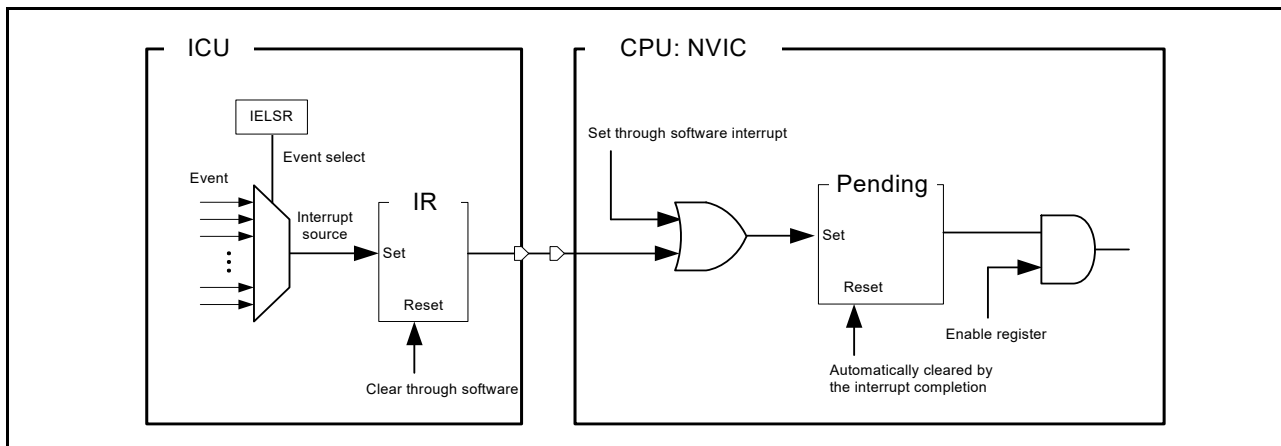 ICU
CPU: NVIC
IELSR
Event select
Event
Interrupt
source
IR
Set
Reset
Clear through software
Set through software interrupt
Pending
Set
Reset
Automatically cleared by
the interrupt completion
Enable register